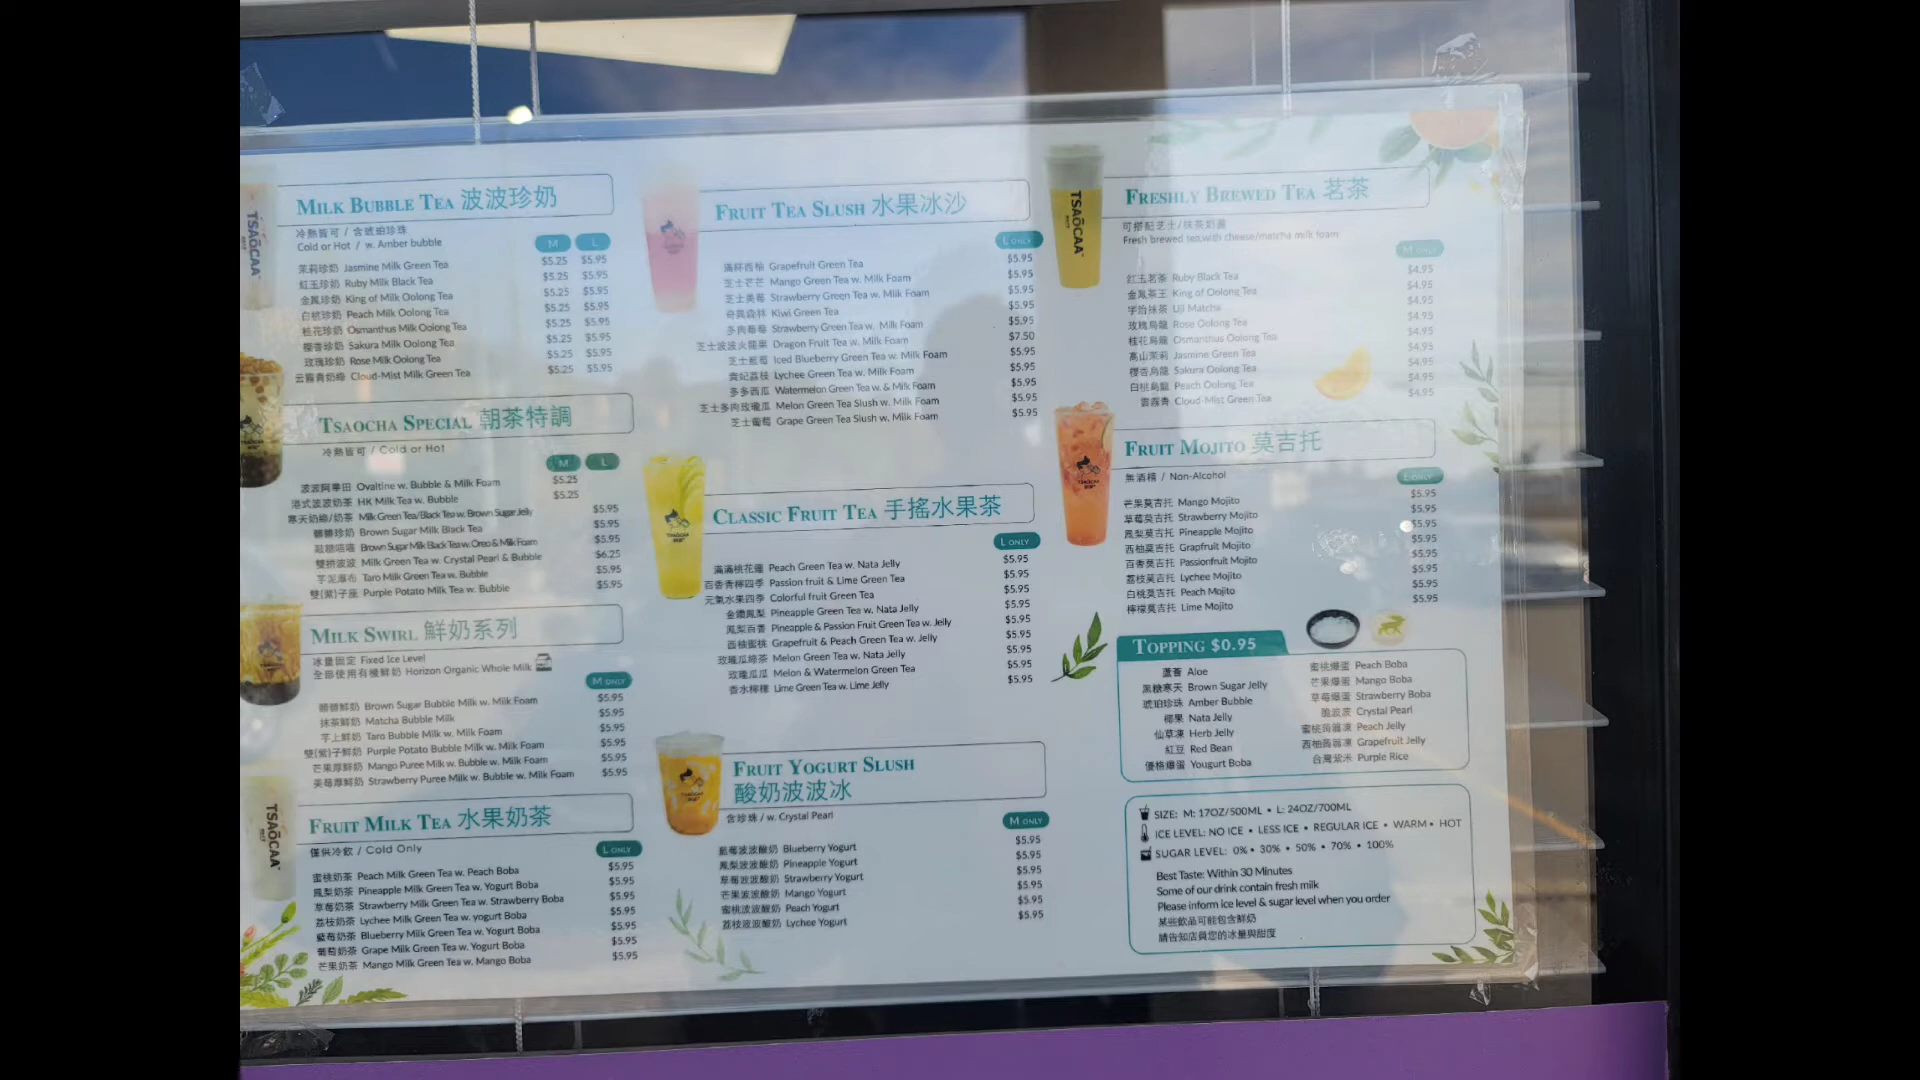 MILK BUBBLE TEA 波波珍奶
冷熱皆可 / 含琥珀珍珠
Cold or Hot / w. Amber bubble
M L
茉莉珍奶 Jasmine Milk Green Tea $5.25 $5.95
紅玉珍奶 Ruby Milk Black Tea $5.25 $5.95
金鳳珍奶 King of Milk Oolong Tea $5.25 $5.95
白桃珍奶 Peach Milk Oolong Tea $5.25 $5.95
桂花珍奶 Osmanthus Milk Oolong Tea $5.25 $5.95
櫻香珍奶 Sakura Milk Oolong Tea $5.25 $5.95
玫瑰珍奶 Rose Milk Oolong Tea $5.25 $5.95
云霧青奶綠 Cloud-Mist Milk Green Tea $5.25 $5.95
TSAOCHA SPECIAL 朝茶特調
冷熱皆可 / Cold or Hot
M L
波波阿華田 Ovaltine w. Bubble & Milk Foam $5.25
港式波波奶茶 HK Milk Tea w. Bubble $5.25
寒天奶綠/奶茶 Milk Green Tea/Black Tea w. Brown Sugar Jelly $5.95
髒髒珍奶 Brown Sugar Milk Black Tea $5.95
Brown Sugar Milk Black Tea w. Oreo & Milk Foam $5.95
雙拼波波 Milk Green Tea w. Crystal Pearl & Bubble $6.25
芋泥瀑布 Taro Milk Green Tea w. Bubble $5.95
雙(紫)子座 Purple Potato Milk Tea w. Bubble $5.95
MILK SWIRL 鮮奶系列
冰量固定 Fixed Ice Level
全部使用有機鮮奶 Horizon Organic Whole Milk
M ONLY
髒髒鮮奶 Brown Sugar Bubble Milk w. Milk Foam $5.95
抹茶鮮奶 Matcha Bubble Milk $5.95
芋上鮮奶 Taro Bubble Milk w. Milk Foam $5.95
雙(紫)子鮮奶 Purple Potato Bubble Milk w. Milk Foam $5.95
芒果厚鮮奶 Mango Puree Milk w. Bubble w. Milk Foam $5.95
美莓厚鮮奶 Strawberry Puree Milk w. Bubble w. Milk Foam $5.95
FRUIT MILK TEA 水果奶茶
僅供冷飲 / Cold Only
L ONLY
蜜桃奶茶 Peach Milk Green Tea w. Peach Boba $5.95
鳳梨奶茶 Pineapple Milk Green Tea w. Yogurt Boba $5.95
草莓奶茶 Strawberry Milk Green Tea w. Strawberry Boba $5.95
荔枝奶茶 Lychee Milk Green Tea w. yogurt Boba $5.95
藍莓奶茶 Blueberry Milk Green Tea w. Yogurt Boba $5.95
葡萄奶茶 Grape Milk Green Tea w. Yogurt Boba $5.95
芒果奶茶 Mango Milk Green Tea w. Mango Boba $5.95
FRUIT TEA SLUSH 水果冰沙
L ONLY
滿杯西柚 Grapefruit Green Tea $5.95
芝士芒芒 Mango Green Tea w. Milk Foam $5.95
芝士美莓 Strawberry Green Tea w. Milk Foam $5.95
奇異森林 Kiwi Green Tea $5.95
多肉莓莓 Strawberry Green Tea w. Milk Foam $5.95
芝士波波火龍果 Dragon Fruit Tea w. Milk Foam $7.50
芝士藍莓 Iced Blueberry Green Tea w. Milk Foam $5.95
貴妃荔枝 Lychee Green Tea w. Milk Foam $5.95
多多西瓜 Watermelon Green Tea w. & Milk Foam $5.95
芝士多肉玫瓏瓜 Melon Green Tea Slush w. Milk Foam $5.95
芝士葡萄 Grape Green Tea Slush w. Milk Foam $5.95
CLASSIC FRUIT TEA 手搖水果茶
L ONLY
滿滿桃花運 Peach Green Tea w. Nata Jelly $5.95
百香青檸四季 Passion fruit & Lime Green Tea $5.95
元氣水果四季 Colorful fruit Green Tea $5.95
金鑽鳳梨 Pineapple Green Tea w. Nata Jelly $5.95
鳳梨百香 Pineapple & Passion Fruit Green Tea w. Jelly $5.95
西柚蜜桃 Grapefruit & Peach Green Tea w. Jelly $5.95
玫瓏瓜綠茶 Melon Green Tea w. Nata Jelly $5.95
玫瓏瓜瓜 Melon & Watermelon Green Tea $5.95
香水檸檬 Lime Green Tea w. Lime Jelly $5.95
FRUIT YOGURT SLUSH
酸奶波波冰
含珍珠 / w. Crystal Pearl
M ONLY
藍莓波波酸奶 Blueberry Yogurt $5.95
鳳梨波波酸奶 Pineapple Yogurt $5.95
草莓波波酸奶 Strawberry Yogurt $5.95
芒果波波酸奶 Mango Yogurt $5.95
蜜桃波波酸奶 Peach Yogurt $5.95
荔枝波波酸奶 Lychee Yogurt $5.95
FRESHLY BREWED TEA 茗茶
可搭配芝士/抹茶奶蓋
Fresh brewed tea,with cheese/matcha milk foam
M ONLY
紅玉茗茶 Ruby Black Tea $4.95
金鳳茶王 King of Oolong Tea $4.95
宇治抹茶 Uji Matcha $4.95
玫瑰烏龍 Rose Oolong Tea $4.95
桂花烏龍 Osmanthus Oolong Tea $4.95
高山茉莉 Jasmine Green Tea $4.95
櫻香烏龍 Sakura Oolong Tea $4.95
白桃烏龍 Peach Oolong Tea $4.95
雲霧青 Cloud-Mist Green Tea $4.95
FRUIT MOJITO 莫吉托
無酒精 / Non-Alcohol
L ONLY
芒果莫吉托 Mango Mojito $5.95
草莓莫吉托 Strawberry Mojito $5.95
鳳梨莫吉托 Pineapple Mojito $5.95
西柚莫吉托 Grapfruit Mojito $5.95
百香莫吉托 Passionfruit Mojito $5.95
荔枝莫吉托 Lychee Mojito $5.95
白桃莫吉托 Peach Mojito $5.95
檸檬莫吉托 Lime Mojito $5.95
TOPPING $0.95
蘆薈 Aloe
黑糖寒天 Brown Sugar Jelly
琥珀珍珠 Amber Bubble
椰果 Nata Jelly
仙草凍 Herb Jelly
紅豆 Red Bean
優格爆蛋 Yougurt Boba
蜜桃爆蛋 Peach Boba
芒果爆蛋 Mango Boba
草莓爆蛋 Strawberry Boba
脆波波 Crystal Pearl
蜜桃蒟蒻凍 Peach Jelly
西柚蒟蒻凍 Grapefruit Jelly
台灣紫米 Purple Rice
SIZE: M: 17OZ/500ML • L: 24OZ/700ML
ICE LEVEL: NO ICE • LESS ICE • REGULAR ICE • WARM • HOT
SUGAR LEVEL: 0% • 30% • 50% • 70% • 100%
Best Taste: Within 30 Minutes
Some of our drink contain fresh milk
Please inform ice level & sugar level when you order
某些飲品可能包含鮮奶
請告知店員您的冰量與甜度
TSAOCAA
TSAOCAA
TSAOCAA